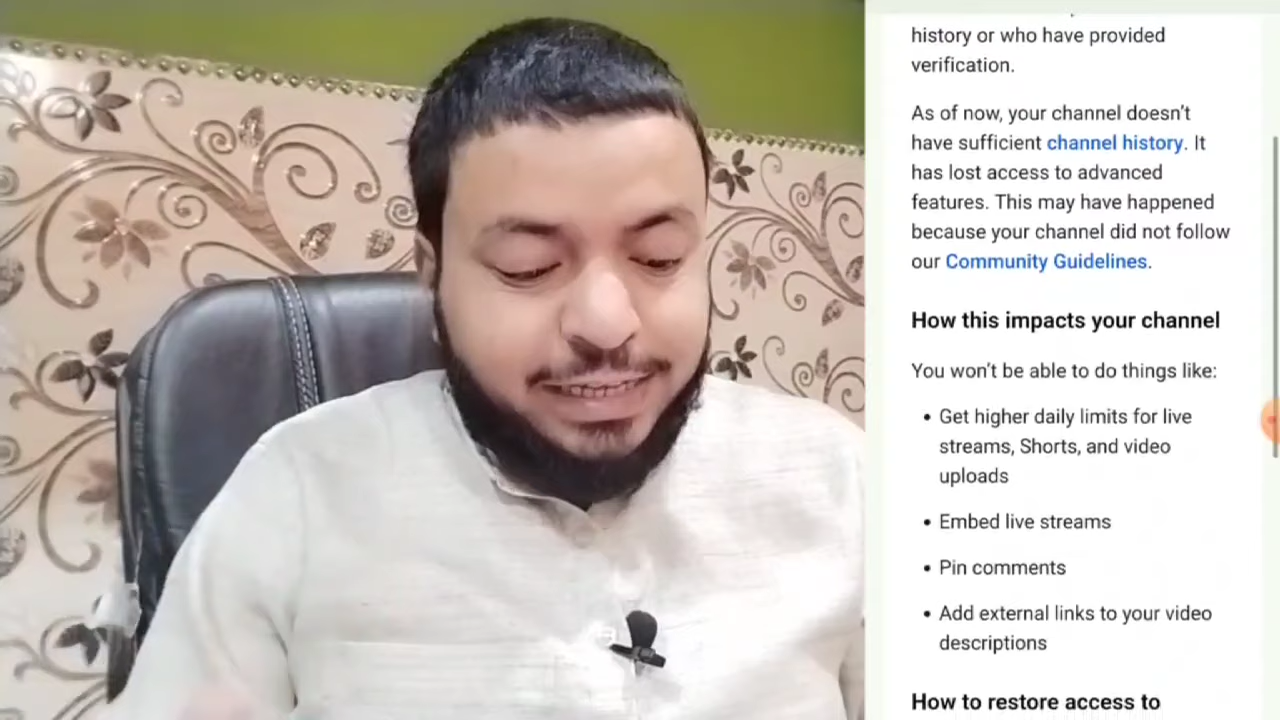 history or who have provided
verification.
As of now, your channel doesn't
have sufficient channel history. It
has lost access to advanced
features. This may have happened
because your channel did not follow
our Community Guidelines.
How this impacts your channel
You won't be able to do things like:
• Get higher daily limits for live
streams, Shorts, and video
uploads
• Embed live streams
• Pin comments
• Add external links to your video
descriptions
How to restore access to